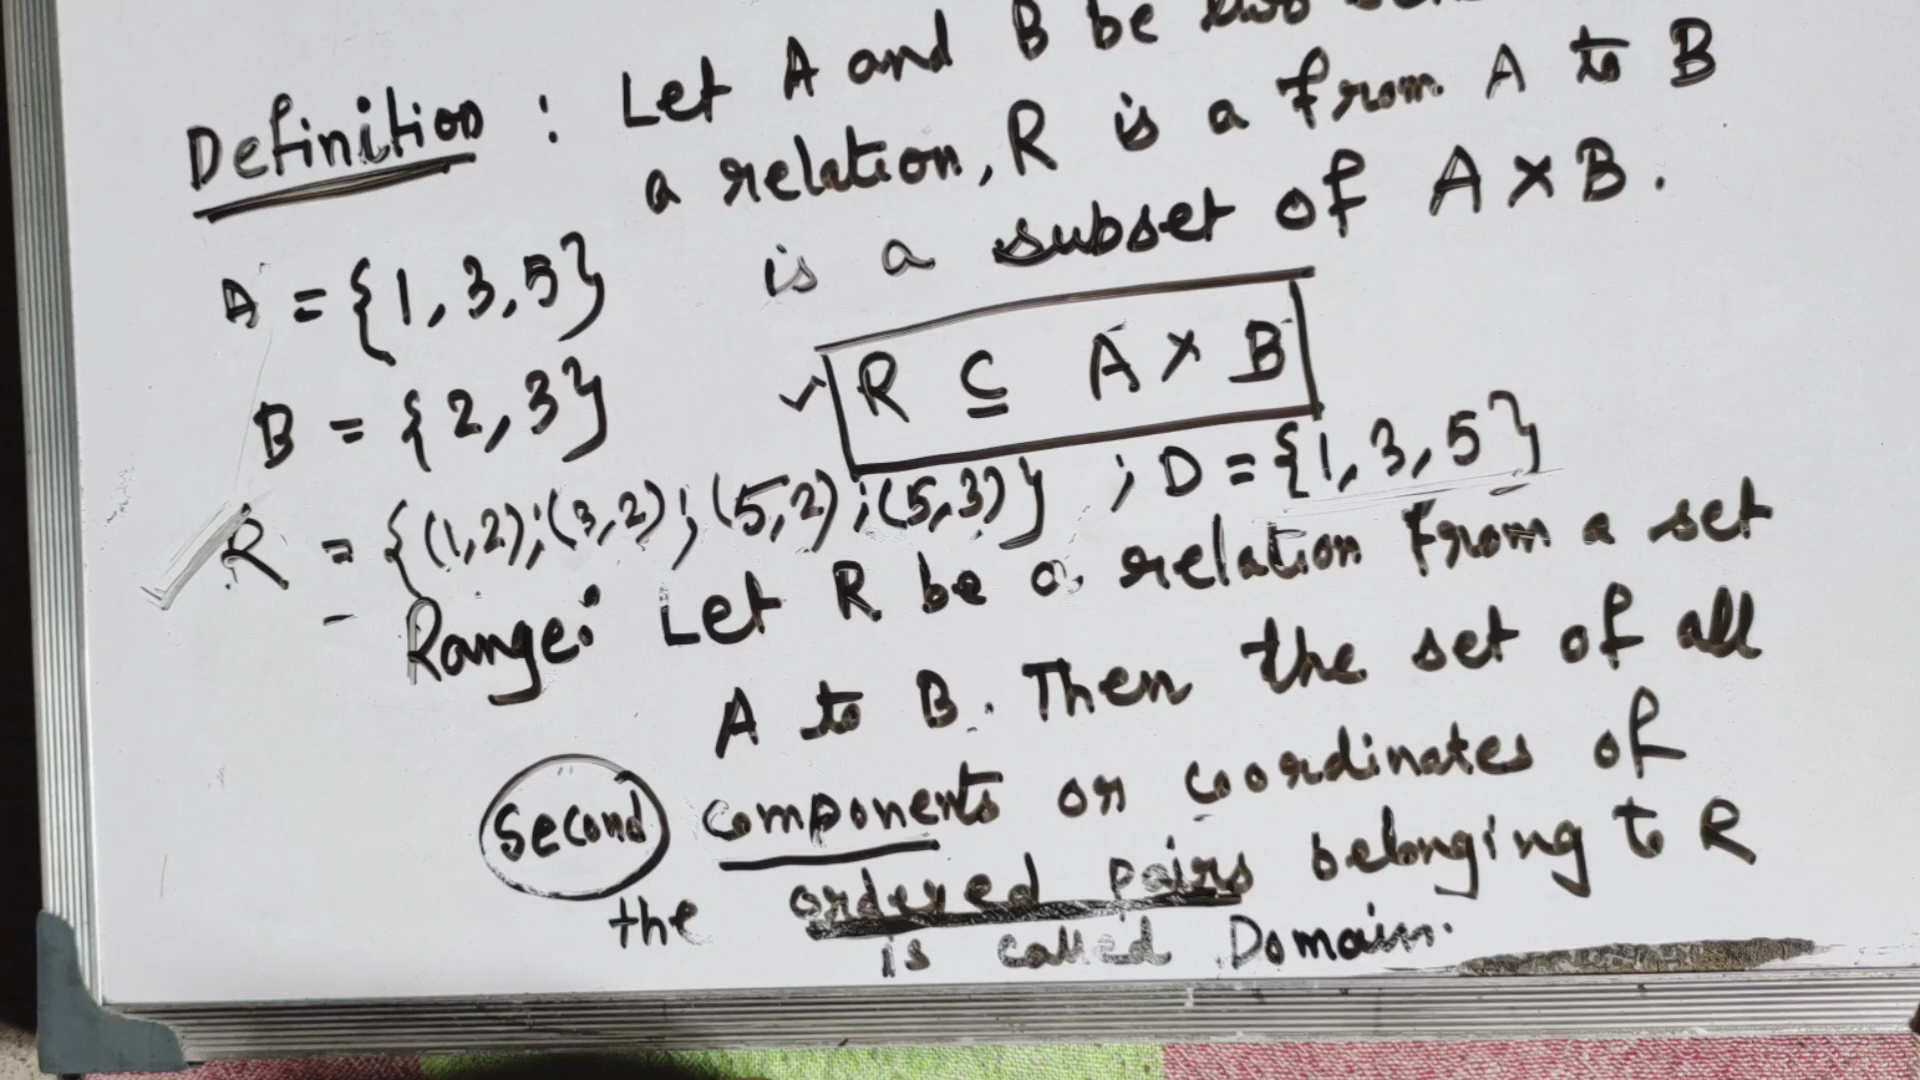 Definition : Let A and B be two
a relation, R is a from A to B
is a subset of A × B.
A = {1, 3, 5}
B = {2, 3}
R ⊆ A × B
R = {(1,2);(3,2);(5,2);(5,3)} ; D = {1, 3, 5}
Range: Let R be a relation from a set
A to B. Then the set of all
Second components or coordinates of
the ordered pairs belonging to R
is called Domain.